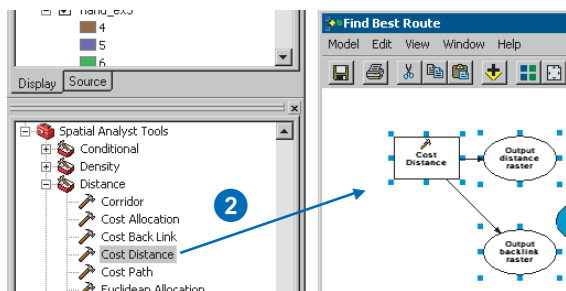 4
5
6
Display
Source
Spatial Analyst Tools
Conditional
Density
Distance
Corridor
Cost Allocation
Cost Back Link
Cost Distance
Cost Path
Euclidean Allocation
2
Find Best Route
Model Edit View Window Help
Cost
Distance
Output
distance
raster
Output
backlink
raster